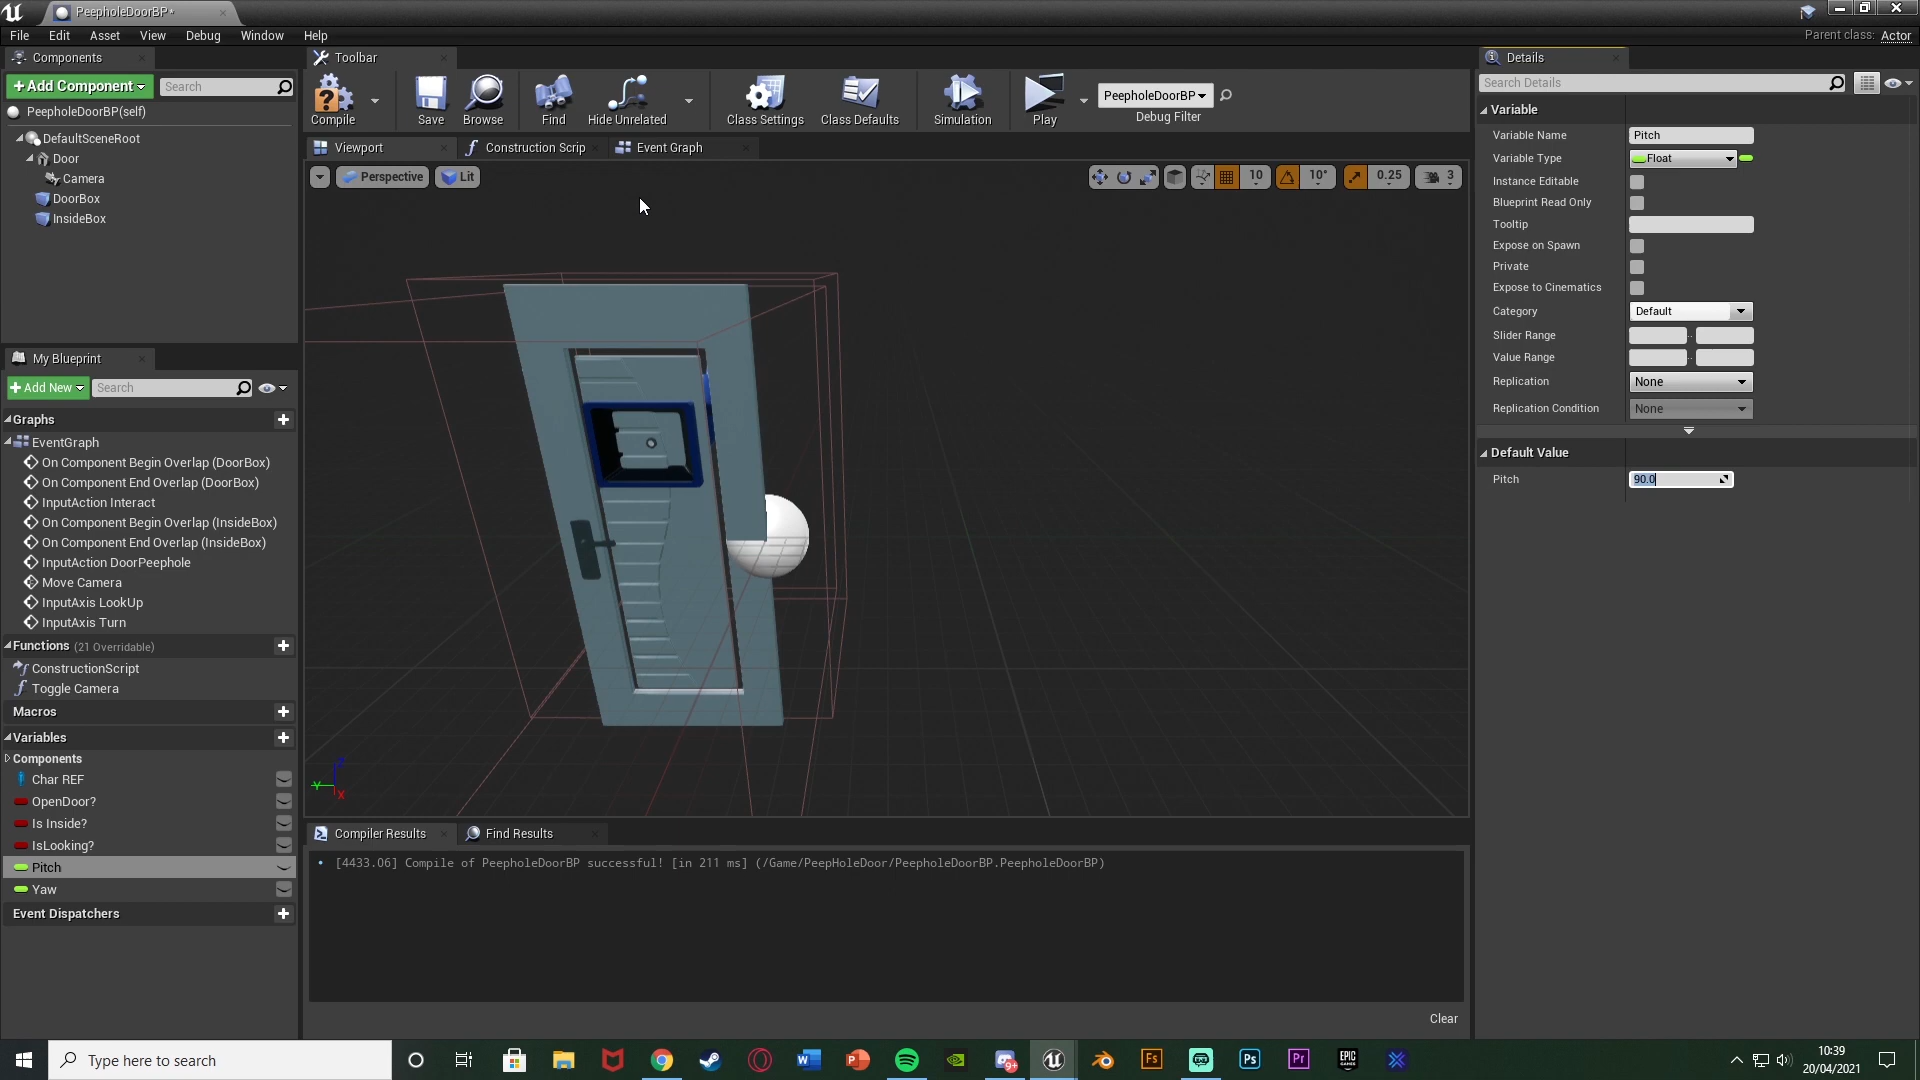 PeepholeDoorBP*
File Edit Asset View Debug Window Help
Parent class: Actor
Components
+Add Component
Search
PeepholeDoorBP(self)
DefaultSceneRoot
Door
Camera
DoorBox
InsideBox
My Blueprint
+Add New
Search
Graphs
EventGraph
On Component Begin Overlap (DoorBox)
On Component End Overlap (DoorBox)
InputAction Interact
On Component Begin Overlap (InsideBox)
On Component End Overlap (InsideBox)
InputAction DoorPeephole
Move Camera
InputAxis LookUp
InputAxis Turn
Functions (21 Overridable)
ConstructionScript
Toggle Camera
Macros
Variables
Components
Char REF
OpenDoor?
Is Inside?
IsLooking?
Pitch
Yaw
Event Dispatchers
Toolbar
Compile
Save
Browse
Find
Hide Unrelated
Class Settings
Class Defaults
Simulation
Play
PeepholeDoorBP
Debug Filter
Viewport
Construction Scrip
Event Graph
Perspective
Lit
10
10°
0.25
3
Y
Z
X
Compiler Results
Find Results
[4433.06] Compile of PeepholeDoorBP successful! [in 211 ms] (/Game/PeepHoleDoor/PeepholeDoorBP.PeepholeDoorBP)
Clear
Details
Search Details
Variable
Variable Name Pitch
Variable Type Float
Instance Editable
Blueprint Read Only
Tooltip
Expose on Spawn
Private
Expose to Cinematics
Category Default
Slider Range ..
Value Range ..
Replication None
Replication Condition None
Default Value
Pitch 90.0
Type here to search
9+
Fs
Ps
Pr
EPIC GAMES
10:39
20/04/2021